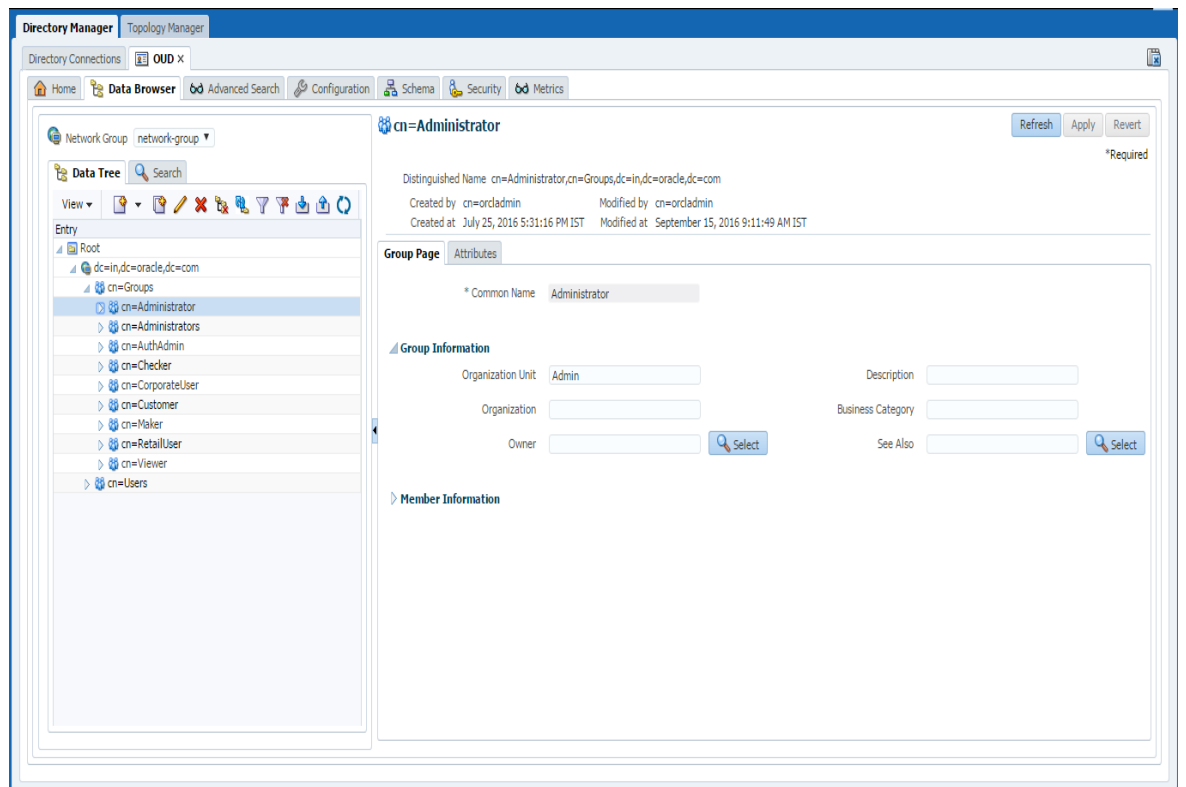 Directory Manager Topology Manager
Directory Connections OUD ×
Home Data Browser Advanced Search Configuration Schema Security Metrics
Network Group network-group
Data Tree Search
View
Entry
Root
dc=in,dc=oracle,dc=com
cn=Groups
cn=Administrator
cn=Administrators
cn=AuthAdmin
cn=Checker
cn=CorporateUser
cn=Customer
cn=Maker
cn=RetailUser
cn=Viewer
cn=Users
cn=Administrator
Refresh Apply Revert
*Required
Distinguished Name cn=Administrator,cn=Groups,dc=in,dc=oracle,dc=com
Created by cn=orcladmin Modified by cn=orcladmin
Created at July 25, 2016 5:31:16 PM IST Modified at September 15, 2016 9:11:49 AM IST
Group Page Attributes
* Common Name Administrator
Group Information
Organization Unit Admin Description
Organization Business Category
Owner Select See Also Select
Member Information